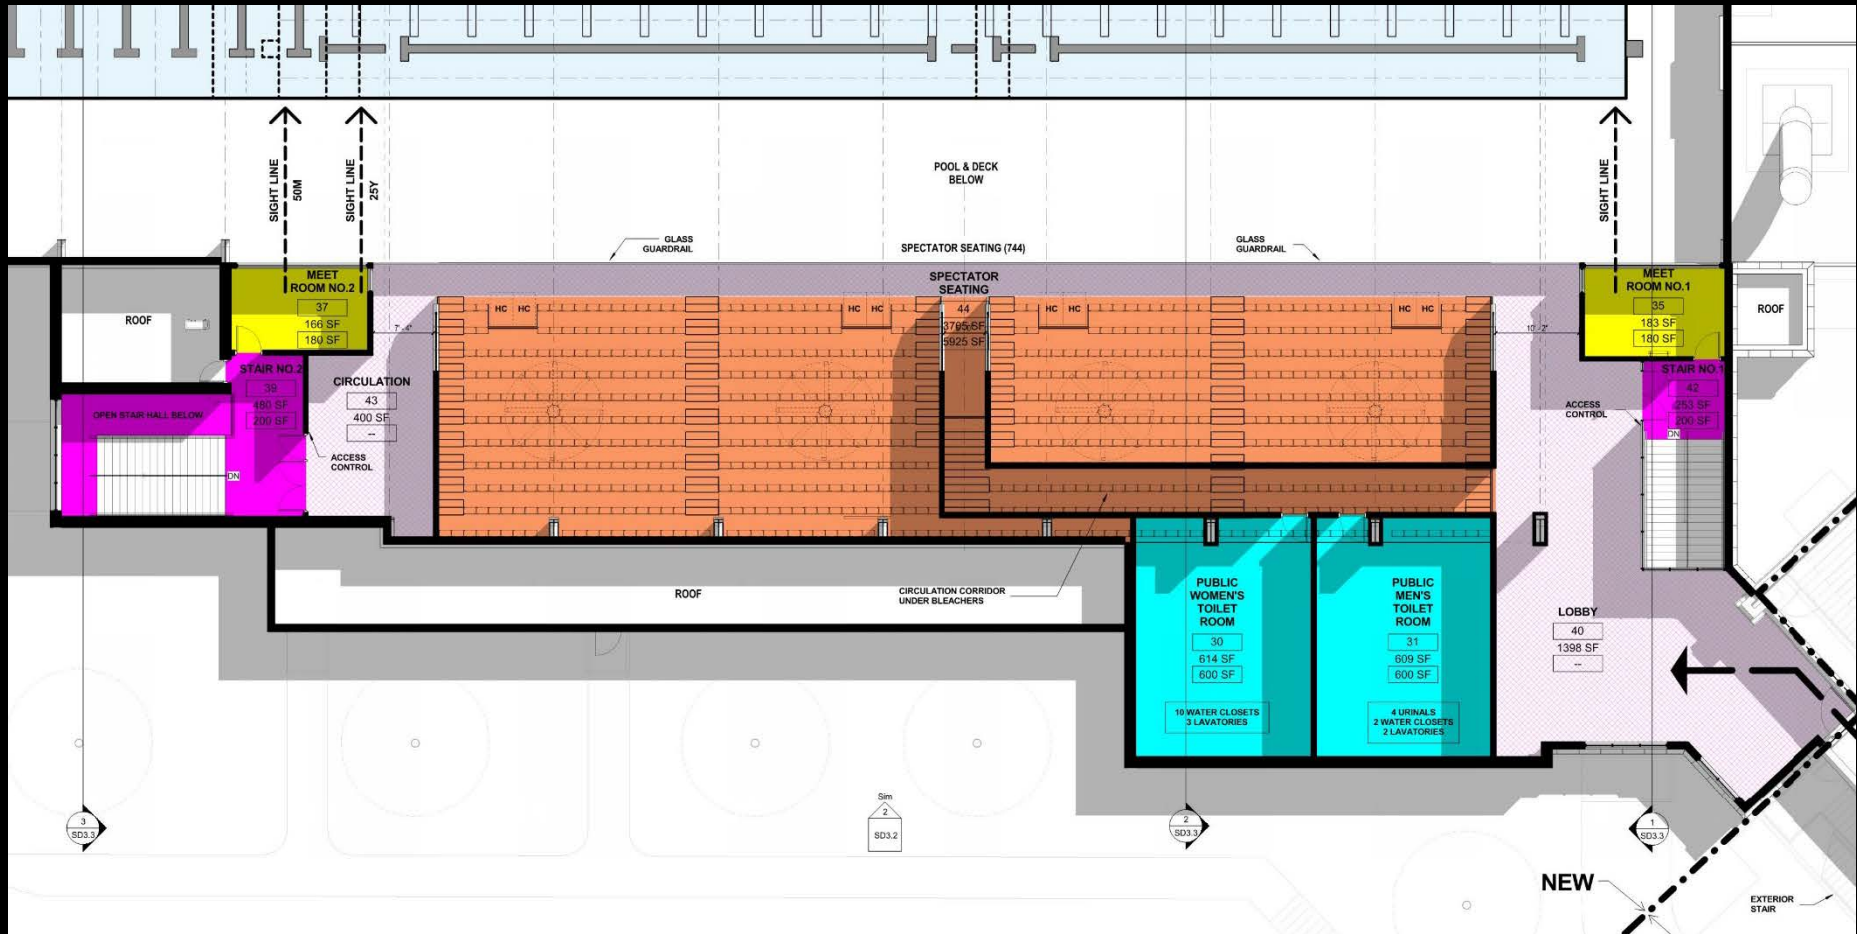 SIGHT LINE
50M
SIGHT LINE
25Y
POOL & DECK
BELOW
SIGHT LINE
GLASS
GUARDRAIL
SPECTATOR SEATING (744)
GLASS
GUARDRAIL
MEET
ROOM NO.2
37
166 SF
180 SF
SPECTATOR
SEATING
44
3765 SF
5925 SF
MEET
ROOM NO.1
35
183 SF
180 SF
ROOF
ROOF
HC HC
HC HC
HC HC
HC HC
7' - 4"
10' - 2"
STAIR NO.2
39
480 SF
200 SF
OPEN STAIR HALL BELOW
DN
CIRCULATION
43
400 SF
--
ACCESS
CONTROL
STAIR NO.1
42
253 SF
200 SF
DN
ACCESS
CONTROL
ROOF
CIRCULATION CORRIDOR
UNDER BLEACHERS
PUBLIC
WOMEN'S
TOILET
ROOM
30
614 SF
600 SF
10 WATER CLOSETS
3 LAVATORIES
PUBLIC
MEN'S
TOILET
ROOM
31
609 SF
600 SF
4 URINALS
2 WATER CLOSETS
2 LAVATORIES
LOBBY
40
1398 SF
--
3
SD3.3
Sim
2
SD3.2
2
SD3.3
1
SD3.3
NEW
EXTERIOR
STAIR